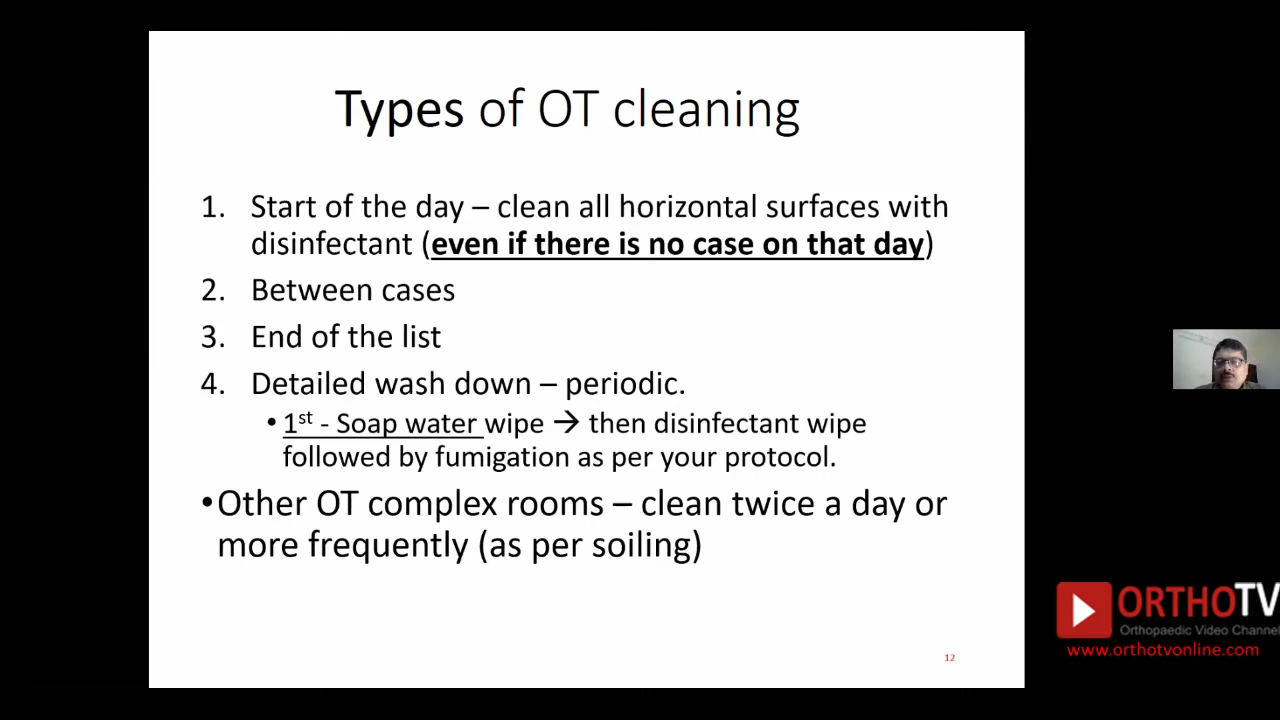 Types of OT cleaning
1. Start of the day – clean all horizontal surfaces with
disinfectant (even if there is no case on that day)
2. Between cases
3. End of the list
4. Detailed wash down – periodic.
• 1st - Soap water wipe → then disinfectant wipe
followed by fumigation as per your protocol.
• Other OT complex rooms – clean twice a day or
more frequently (as per soiling)
12
ORTHOTV
Orthopaedic Video Channel
www.orthotvonline.com